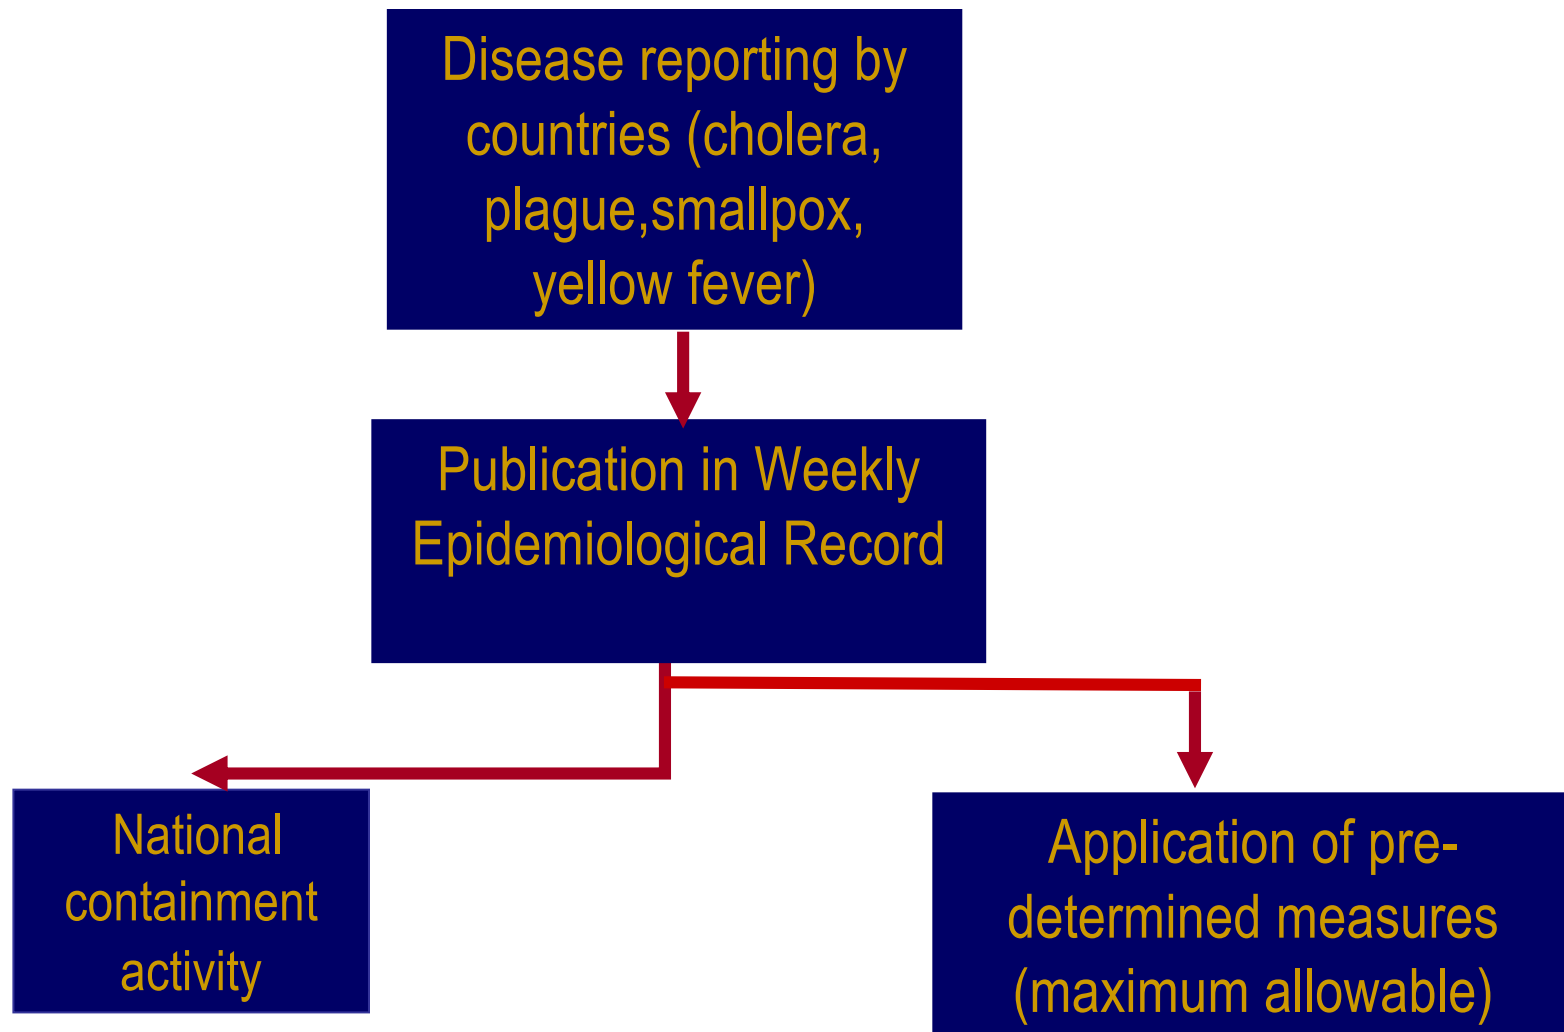 Disease reporting by
countries (cholera,
plague,smallpox,
yellow fever)
Publication in Weekly
Epidemiological Record
National
containment
activity
Application of pre-
determined measures
(maximum allowable)